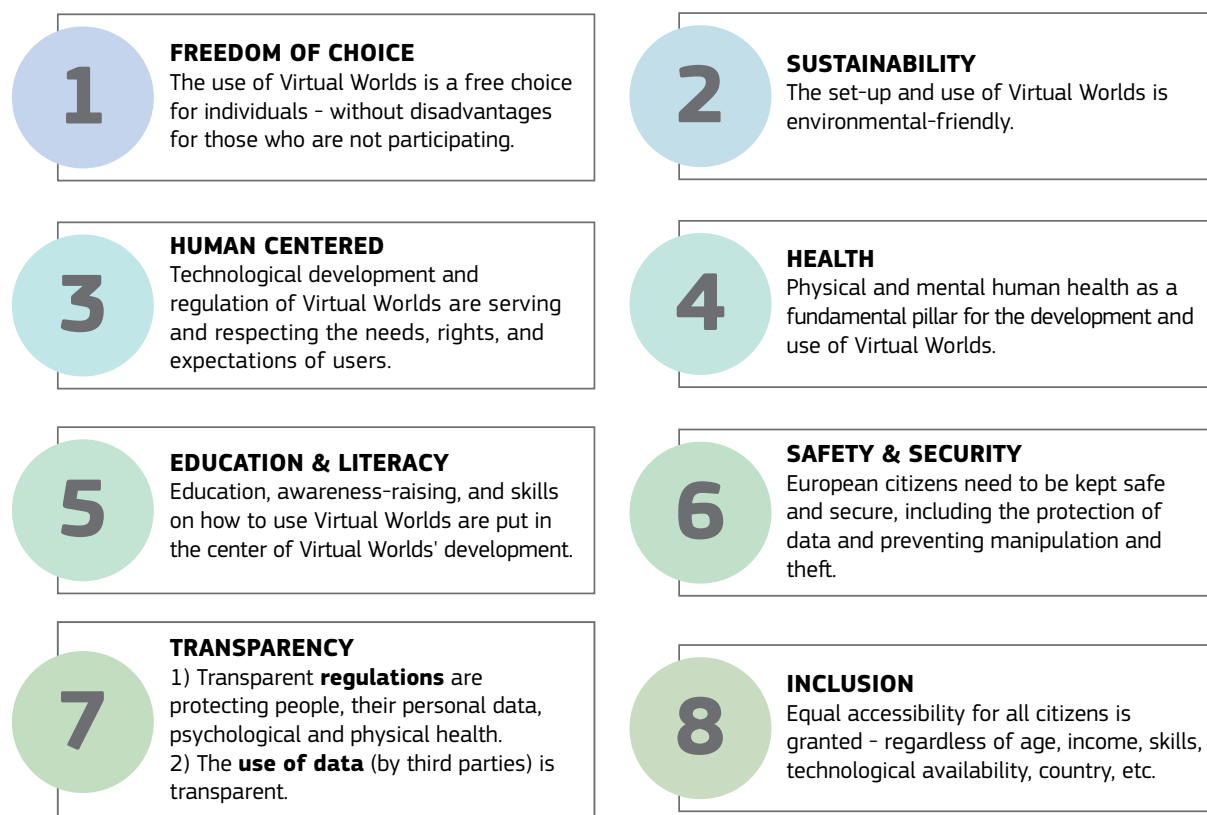 1
FREEDOM OF CHOICE
The use of Virtual Worlds is a free choice
for individuals - without disadvantages
for those who are not participating.
2
SUSTAINABILITY
The set-up and use of Virtual Worlds is
environmental-friendly.
3
HUMAN CENTERED
Technological development and
regulation of Virtual Worlds are serving
and respecting the needs, rights, and
expectations of users.
4
HEALTH
Physical and mental human health as a
fundamental pillar for the development and
use of Virtual Worlds.
5
EDUCATION & LITERACY
Education, awareness-raising, and skills
on how to use Virtual Worlds are put in
the center of Virtual Worlds' development.
6
SAFETY & SECURITY
European citizens need to be kept safe
and secure, including the protection of
data and preventing manipulation and
theft.
7
TRANSPARENCY
1) Transparent regulations are
protecting people, their personal data,
psychological and physical health.
2) The use of data (by third parties) is
transparent.
8
INCLUSION
Equal accessibility for all citizens is
granted - regardless of age, income, skills,
technological availability, country, etc.